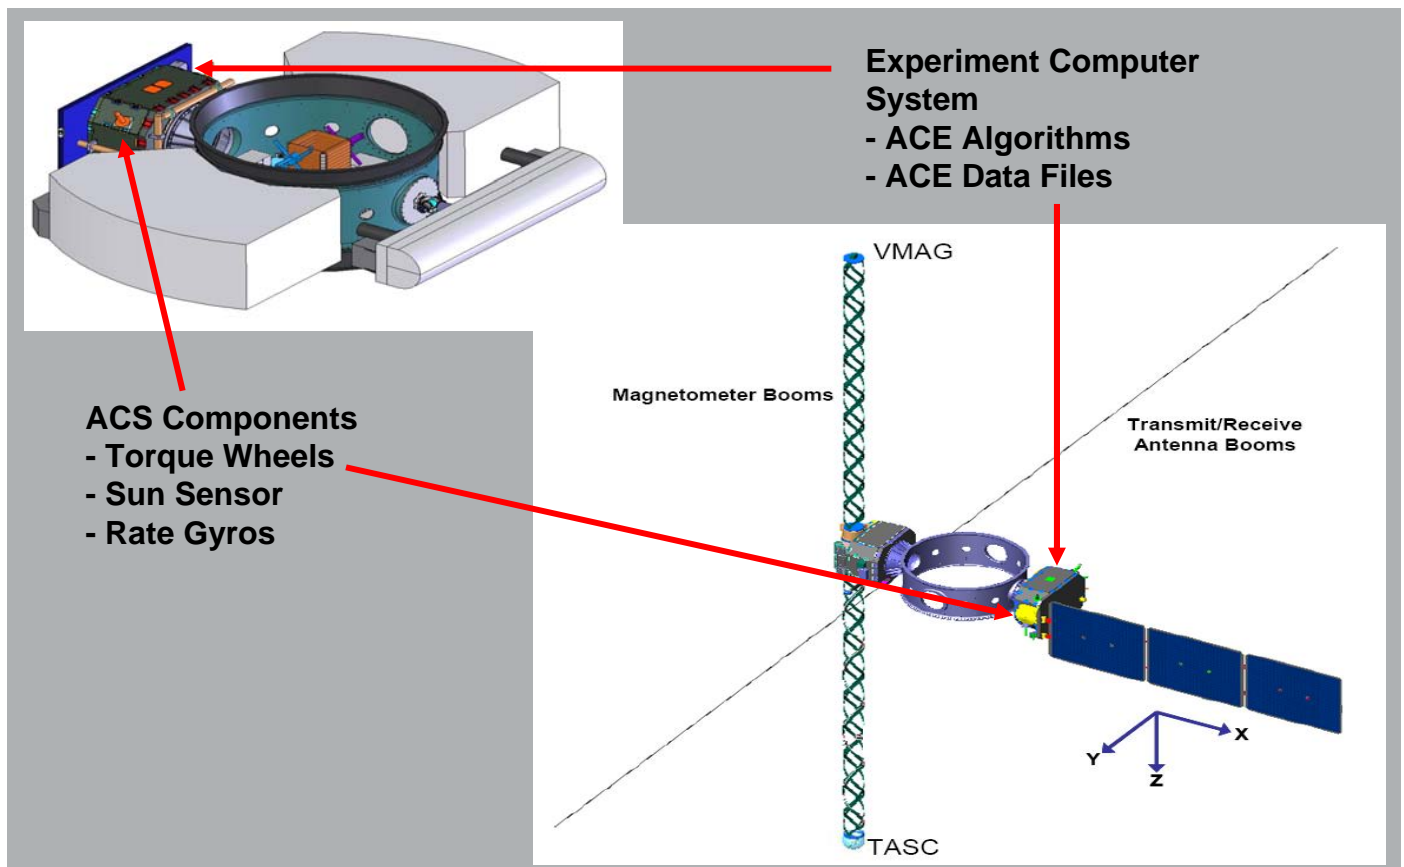 Experiment Computer
System
- ACE Algorithms
- ACE Data Files
VMAG
Magnetometer Booms
Transmit/Receive
Antenna Booms
ACS Components
- Torque Wheels
- Sun Sensor
- Rate Gyros
X
Y
Z
TASC